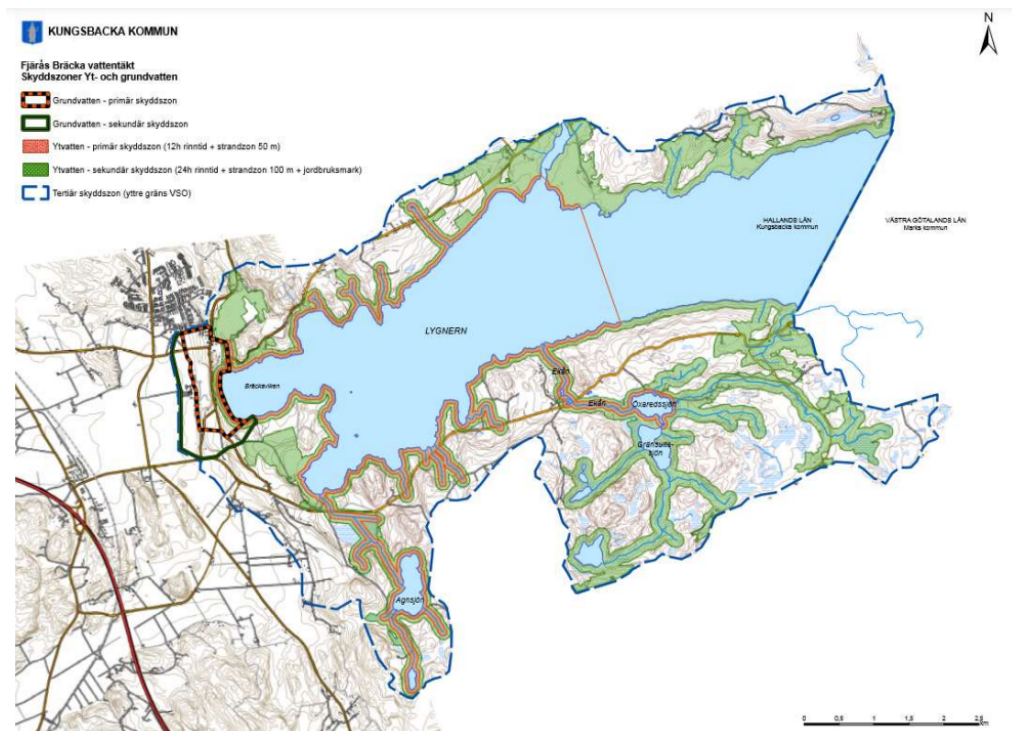 KUNGSBACKA KOMMUN
N
Fjärås Bräcka vattentäkt
Skyddszoner Yt- och grundvatten
Grundvatten - primär skyddszon
Grundvatten - sekundär skyddszon
Ytvatten - primär skyddszon (12h rinntid + strandzon 50 m)
Ytvatten - sekundär skyddszon (24h rinntid + strandzon 100 m + jordbruksmark)
Tertiär skyddszon (yttre gräns VSO)
HALLANDS LÄN
Kungsbacka kommun
VÄSTRA GÖTALANDS LÄN
Marks kommun
LYGNERN
Bräckaviken
Ekån
Ekån
Oxaredssjön
Gränsjön
Agnsjön
0 0,5 1 1,5 2 2,5
km